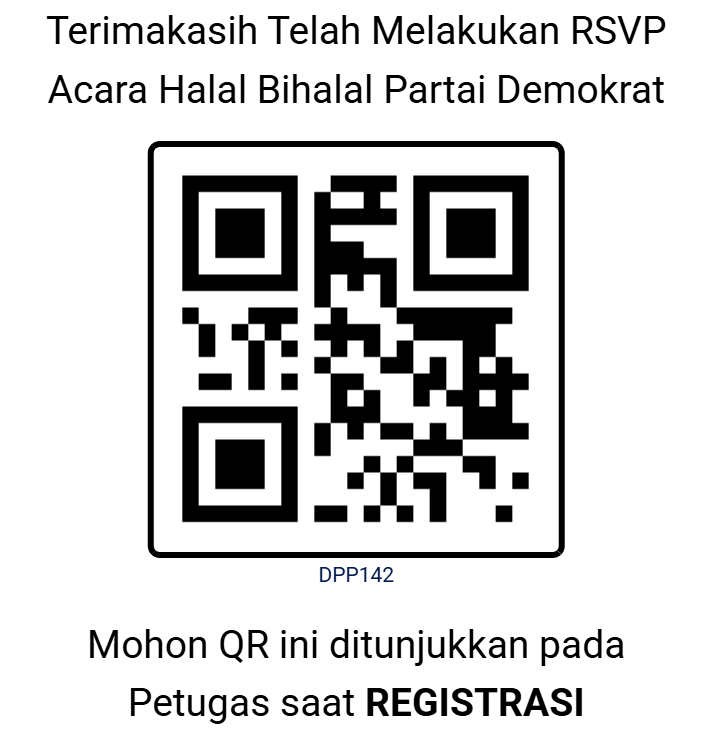 Terimakasih Telah Melakukan RSVP
Acara Halal Bihalal Partai Demokrat
DPP142
Mohon QR ini ditunjukkan pada
Petugas saat REGISTRASI